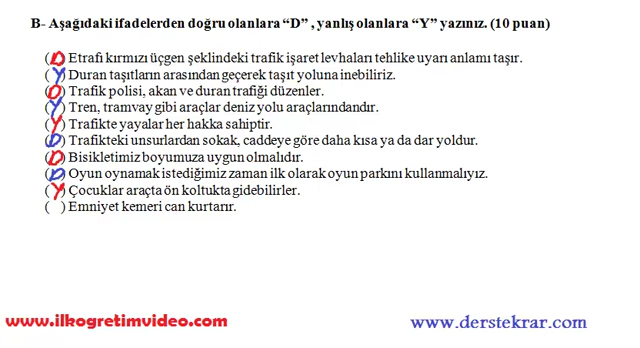 B- Aşağıdaki ifadelerden doğru olanlara “D” , yanlış olanlara “Y” yazınız. (10 puan)
(D) Etrafı kırmızı üçgen şeklindeki trafik işaret levhaları tehlike uyarı anlamı taşır.
(Y) Duran taşıtların arasından geçerek taşıt yoluna inebiliriz.
(D) Trafik polisi, akan ve duran trafiği düzenler.
(Y) Tren, tramvay gibi araçlar deniz yolu araçlarındandır.
(Y) Trafikte yayalar her hakka sahiptir.
(D) Trafikteki unsurlardan sokak, caddeye göre daha kısa ya da dar yoldur.
(D) Bisikletimiz boyumuza uygun olmalıdır.
(D) Oyun oynamak istediğimiz zaman ilk olarak oyun parkını kullanmalıyız.
(Y) Çocuklar araçta ön koltukta gidebilirler.
( ) Emniyet kemeri can kurtarır.
www.ilkogretimvideo.com
www.derstekrar.com